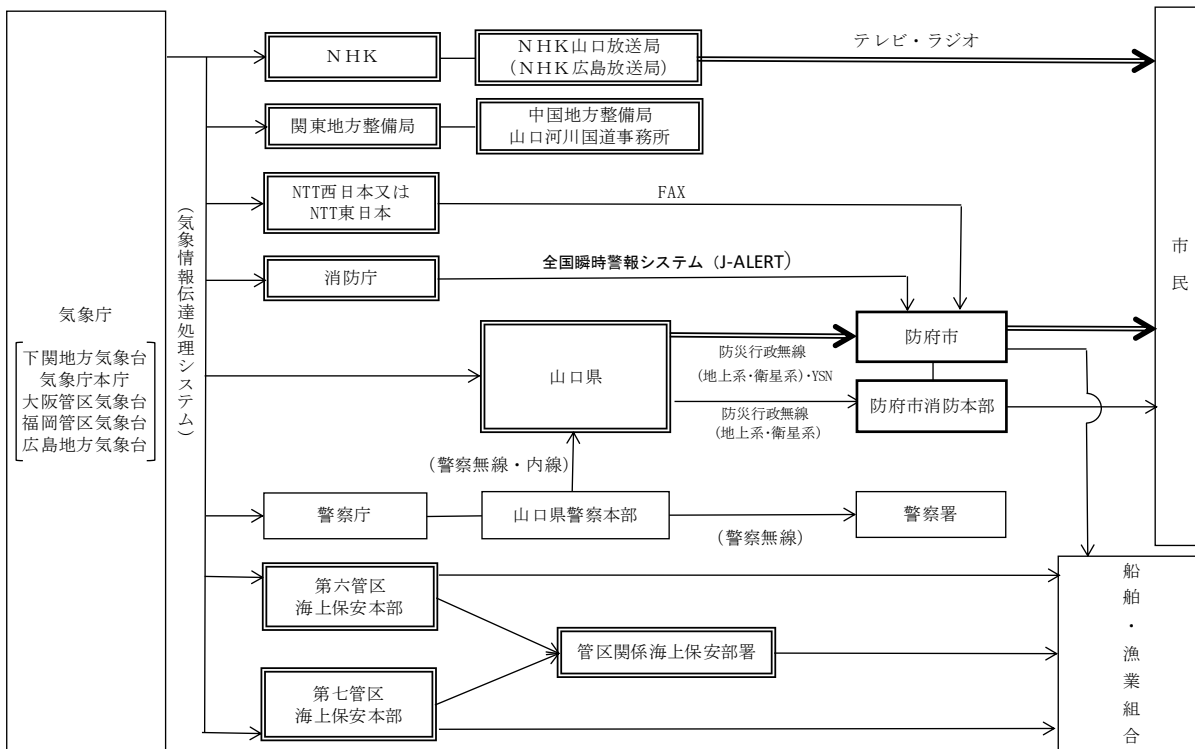 気象庁
下関地方気象台
気象庁本庁
大阪管区気象台
福岡管区気象台
広島地方気象台
(気象情報伝達処理システム)
NHK
NHK山口放送局
(NHK広島放送局)
テレビ・ラジオ
関東地方整備局
中国地方整備局
山口河川国道事務所
NTT西日本又は
NTT東日本
FAX
消防庁
全国瞬時警報システム(J-ALERT)
山口県
防災行政無線
(地上系・衛星系)・YSN
防災行政無線
(地上系・衛星系)
防府市
防府市消防本部
(警察無線・内線)
警察庁
山口県警察本部
(警察無線)
警察署
第六管区
海上保安本部
管区関係海上保安部署
第七管区
海上保安本部
市民
船舶・漁業組合